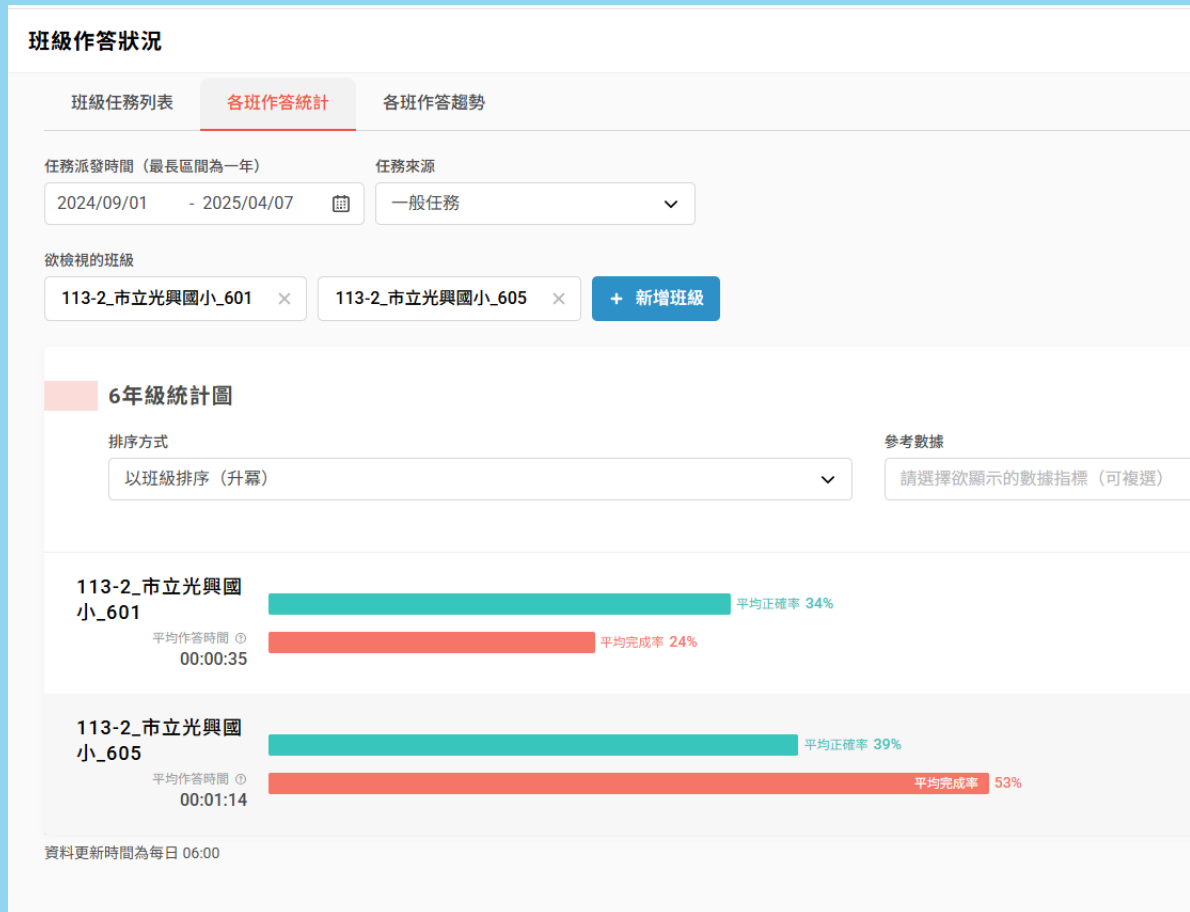 班級作答狀況
班級任務列表 各班作答統計 各班作答趨勢
任務派發時間（最長區間為一年） 任務來源
2024/09/01 - 2025/04/07 一般任務
欲檢視的班級
113-2_市立光興國小_601 × 113-2_市立光興國小_605 × + 新增班級
6年級統計圖
排序方式 參考數據
以班級排序（升冪） 請選擇欲顯示的數據指標（可複選）
113-2_市立光興國
小_601
平均正確率 34%
平均作答時間 ?
00:00:35
平均完成率 24%
113-2_市立光興國
小_605
平均正確率 39%
平均作答時間 ?
00:01:14
平均完成率 53%
資料更新時間為每日 06:00